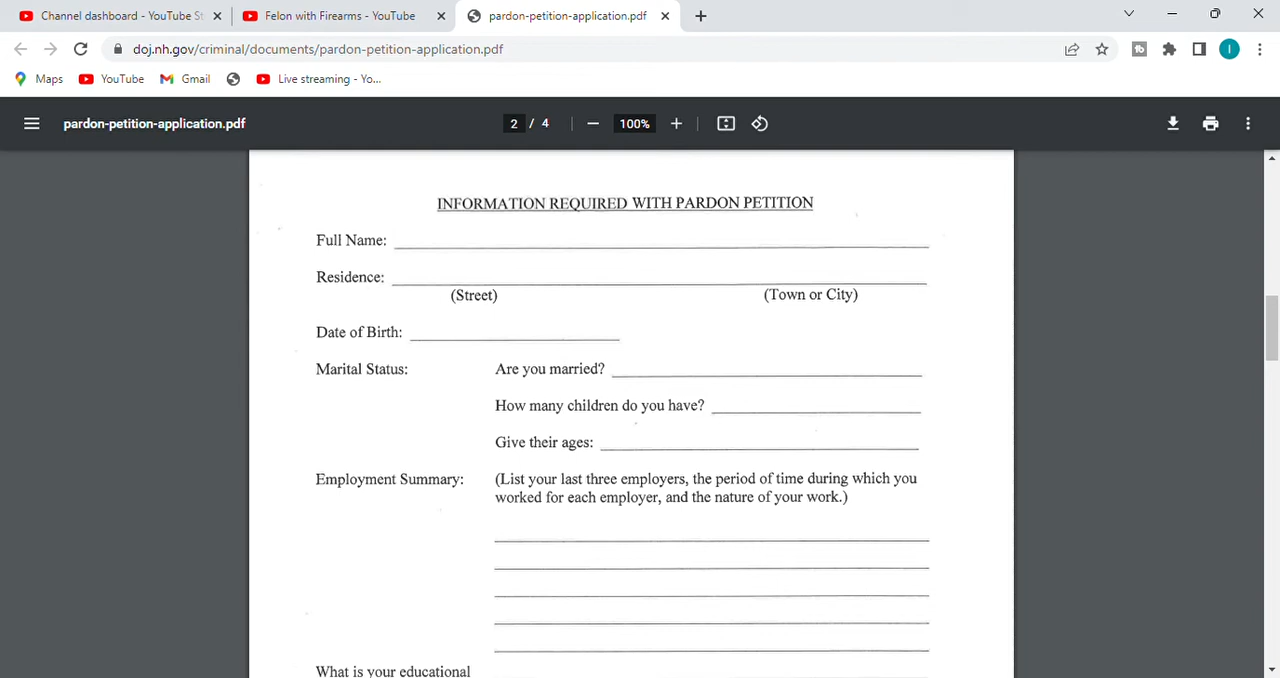 Channel dashboard - YouTube St
Felon with Firearms - YouTube
pardon-petition-application.pdf
doj.nh.gov/criminal/documents/pardon-petition-application.pdf
I
Maps
YouTube
Gmail
Live streaming - Yo...
pardon-petition-application.pdf
2 / 4
100%
INFORMATION REQUIRED WITH PARDON PETITION
Full Name:
Residence:
(Street) (Town or City)
Date of Birth:
Marital Status: Are you married?
How many children do you have?
Give their ages:
Employment Summary: (List your last three employers, the period of time during which you
worked for each employer, and the nature of your work.)
What is your educational